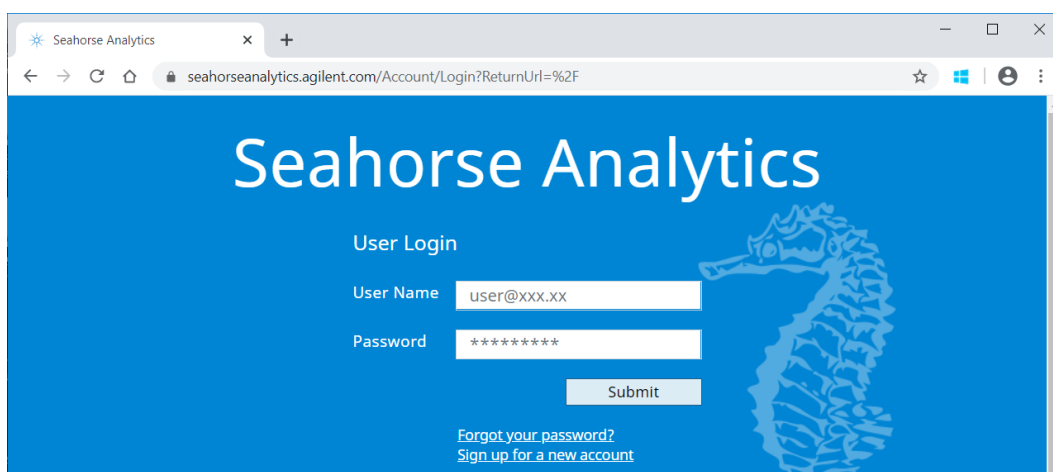 Seahorse Analytics
seahorseanalytics.agilent.com/Account/Login?ReturnUrl=%2F
Seahorse Analytics
User Login
User Name user@xxx.xx
Password *********
Submit
Forgot your password?
Sign up for a new account